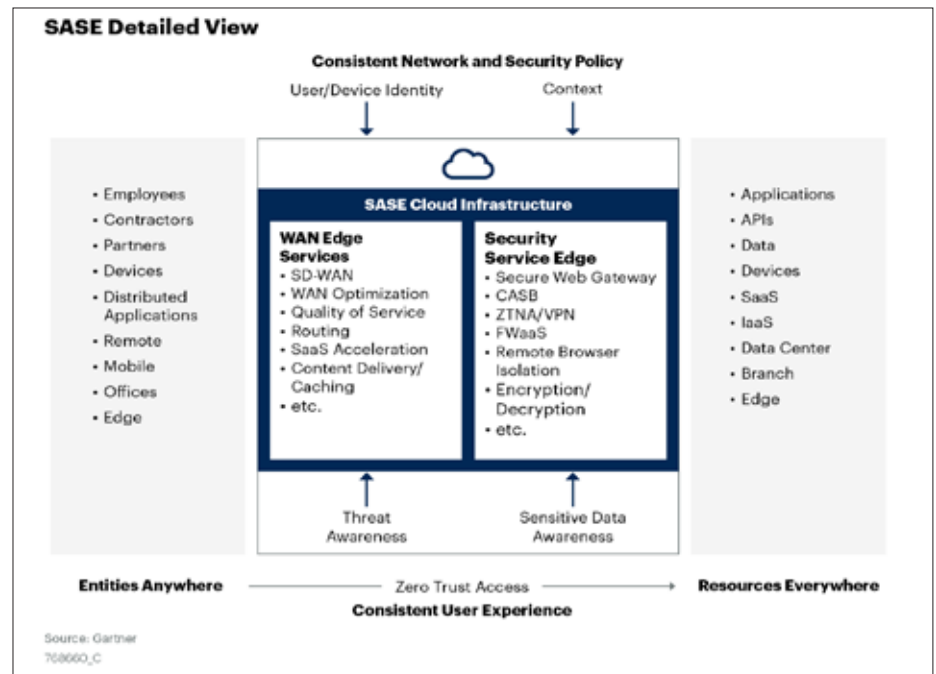 SASE Detailed View
Consistent Network and Security Policy
User/Device Identity
Context
• Employees
• Contractors
• Partners
• Devices
• Distributed
Applications
• Remote
• Mobile
• Offices
• Edge
SASE Cloud Infrastructure
WAN Edge
Services
• SD-WAN
• WAN Optimization
• Quality of Service
• Routing
• SaaS Acceleration
• Content Delivery/
Caching
• etc.
Security
Service Edge
• Secure Web Gateway
• CASB
• ZTNA/VPN
• FWaaS
• Remote Browser
Isolation
• Encryption/
Decryption
• etc.
• Applications
• APIs
• Data
• Devices
• SaaS
• IaaS
• Data Center
• Branch
• Edge
Threat
Awareness
Sensitive Data
Awareness
Entities Anywhere
Zero Trust Access
Resources Everywhere
Consistent User Experience
Source: Gartner
768660_C